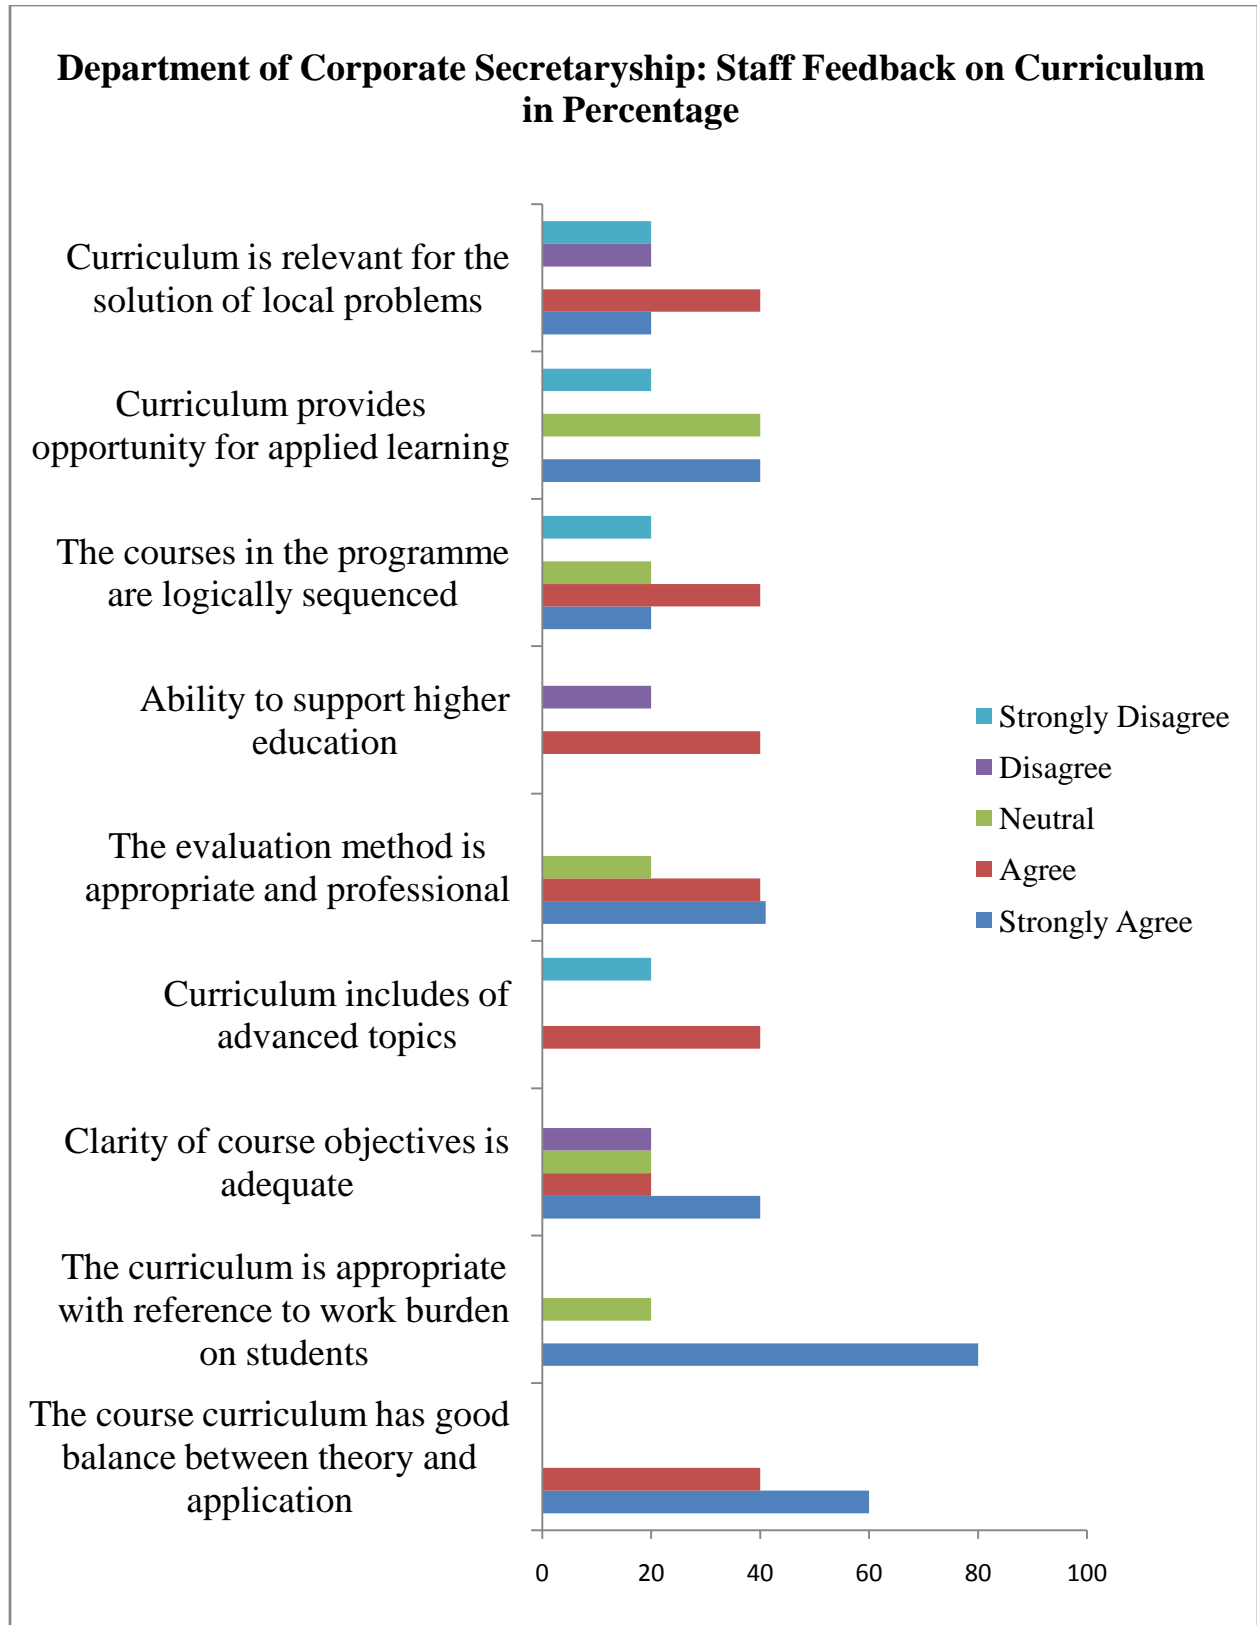 Department of Corporate Secretaryship: Staff Feedback on Curriculum
in Percentage
Curriculum is relevant for the
solution of local problems
Curriculum provides
opportunity for applied learning
The courses in the programme
are logically sequenced
Ability to support higher
education
The evaluation method is
appropriate and professional
Curriculum includes of
advanced topics
Clarity of course objectives is
adequate
The curriculum is appropriate
with reference to work burden
on students
The course curriculum has good
balance between theory and
application
Strongly Disagree
Disagree
Neutral
Agree
Strongly Agree
0 20 40 60 80 100